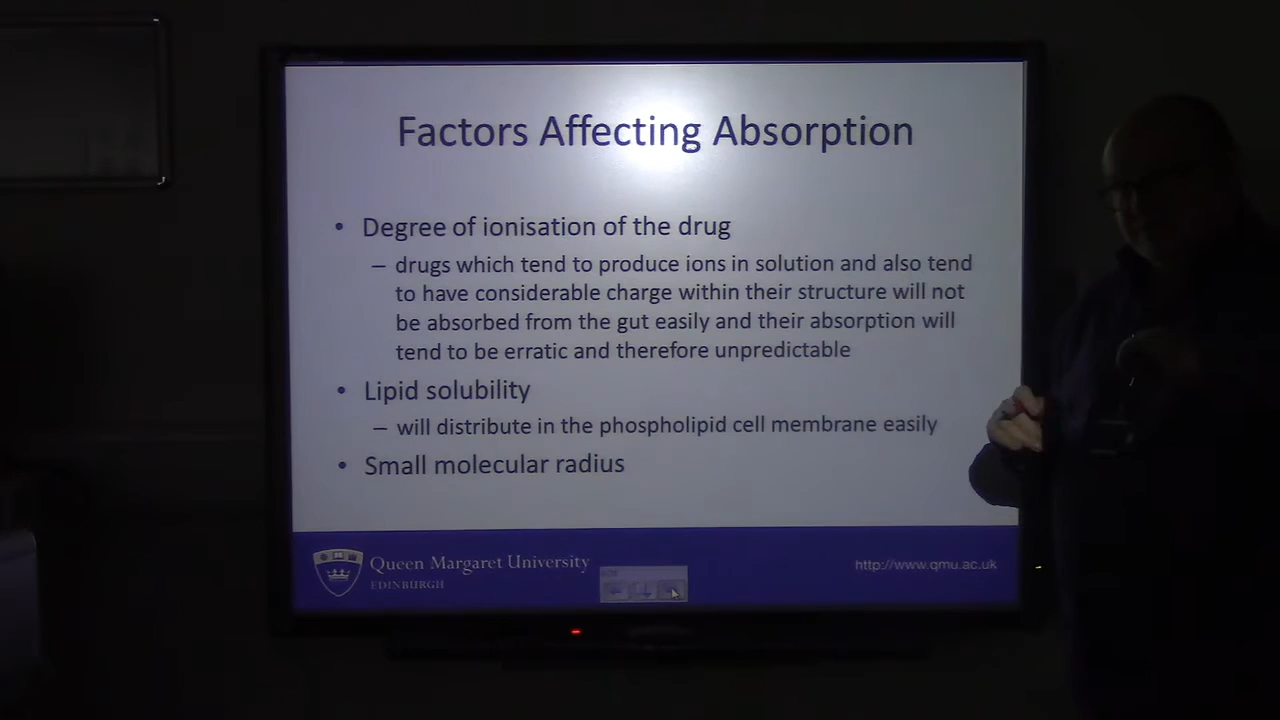 Factors Affecting Absorption
• Degree of ionisation of the drug
– drugs which tend to produce ions in solution and also tend
to have considerable charge within their structure will not
be absorbed from the gut easily and their absorption will
tend to be erratic and therefore unpredictable
• Lipid solubility
– will distribute in the phospholipid cell membrane easily
• Small molecular radius
Queen Margaret University
EDINBURGH
http://www.qmu.ac.uk